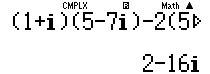 CMPLX R Math ▲
(1+i)(5-7i)-2(5▷
2-16i